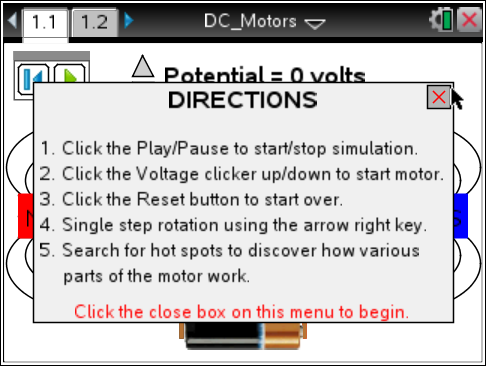 1.1 1.2 DC_Motors
Potential = 0 volts
DIRECTIONS
1. Click the Play/Pause to start/stop simulation.
2. Click the Voltage clicker up/down to start motor.
3. Click the Reset button to start over.
4. Single step rotation using the arrow right key.
5. Search for hot spots to discover how various
parts of the motor work.
Click the close box on this menu to begin.